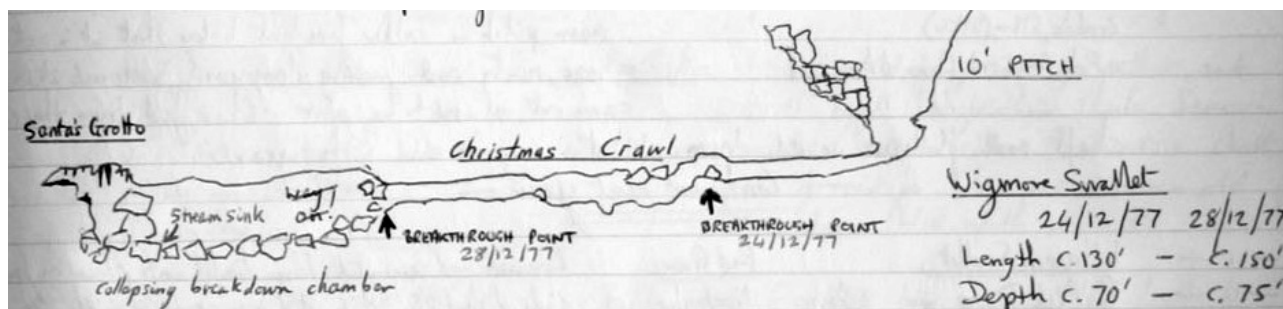 10' PITCH
Santa's Grotto
Christmas Crawl
way on.
Stream sink
BREAKTHROUGH POINT
28/12/77
BREAKTHROUGH POINT
24/12/77
collapsing breakdown chamber
Wigmore Swallet
24/12/77 28/12/77
Length c.130' – c.150'
Depth c. 70' – c. 75'